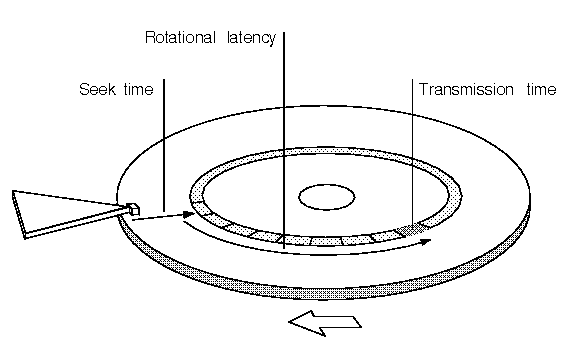 Rotational latency
Seek time
Transmission time